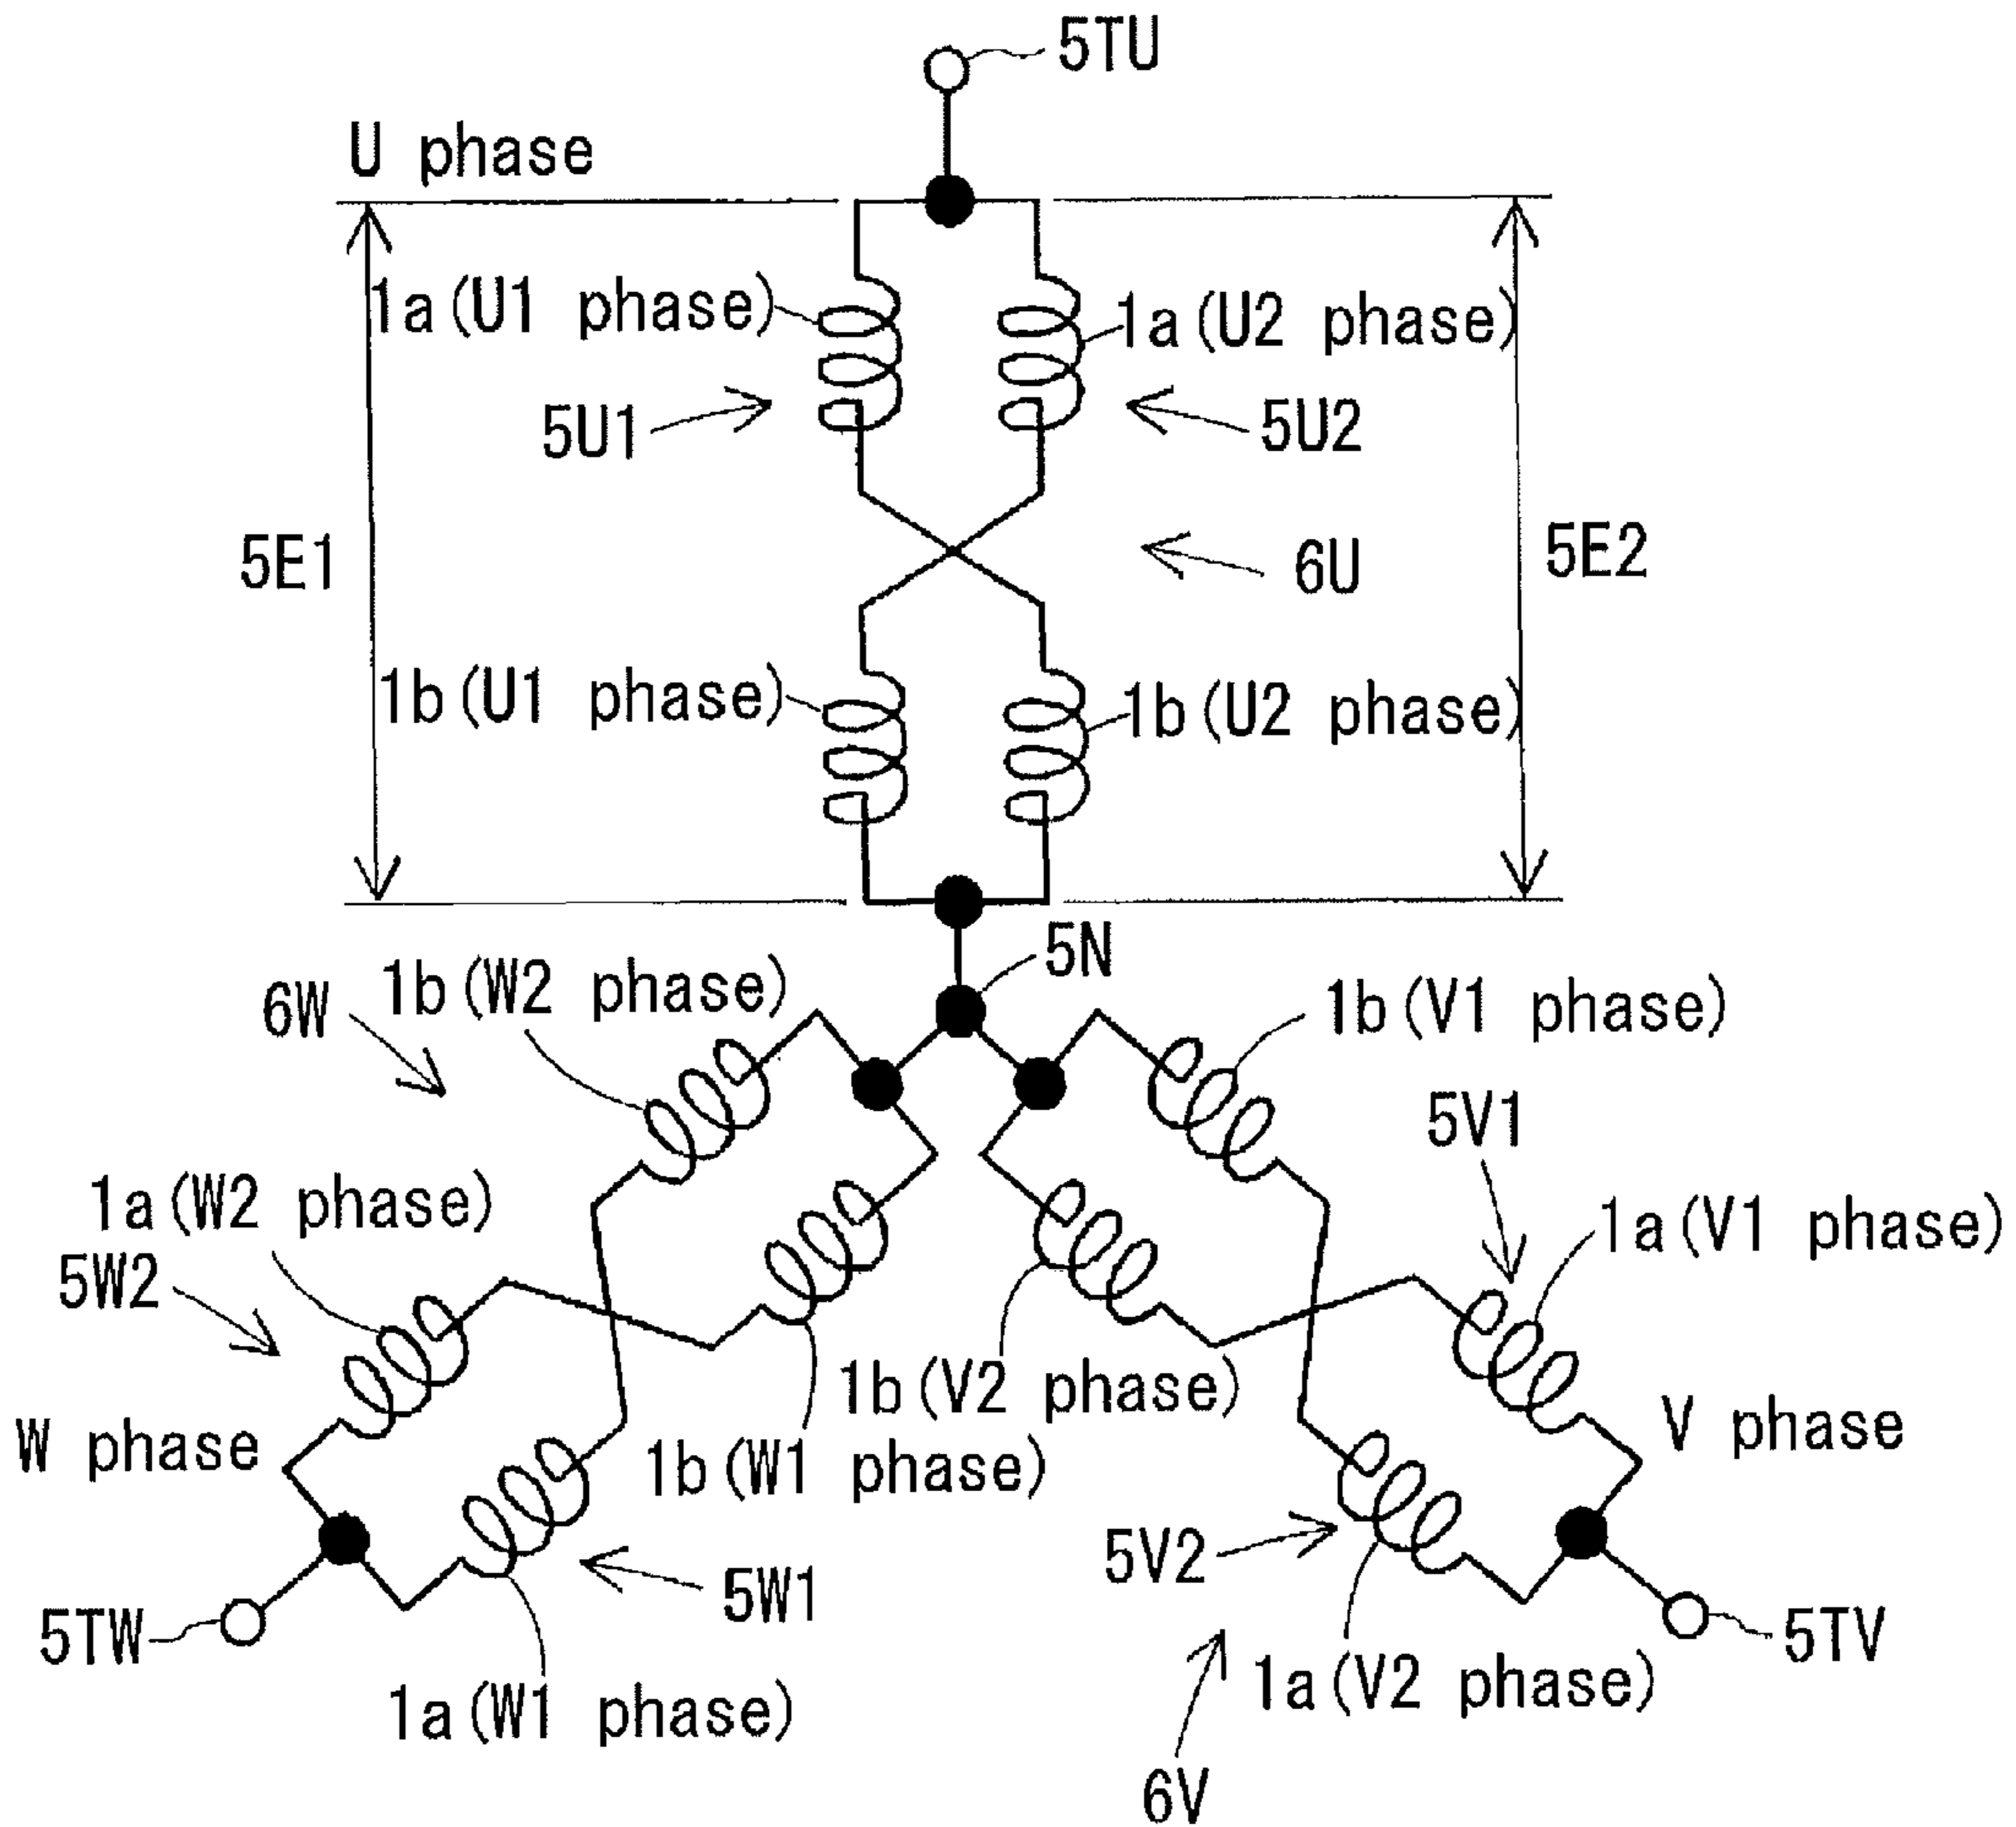 5TU
U phase
1a(U1 phase)
1a(U2 phase)
5U1
5U2
5E1
6U
5E2
1b(U1 phase)
1b(U2 phase)
5N
6W
1b(W2 phase)
1b(V1 phase)
5V1
1a(W2 phase)
1a(V1 phase)
5W2
1b(V2 phase)
W phase
V phase
1b(W1 phase)
5V2
5W1
5TW
5TV
1a(W1 phase)
1a(V2 phase)
6V